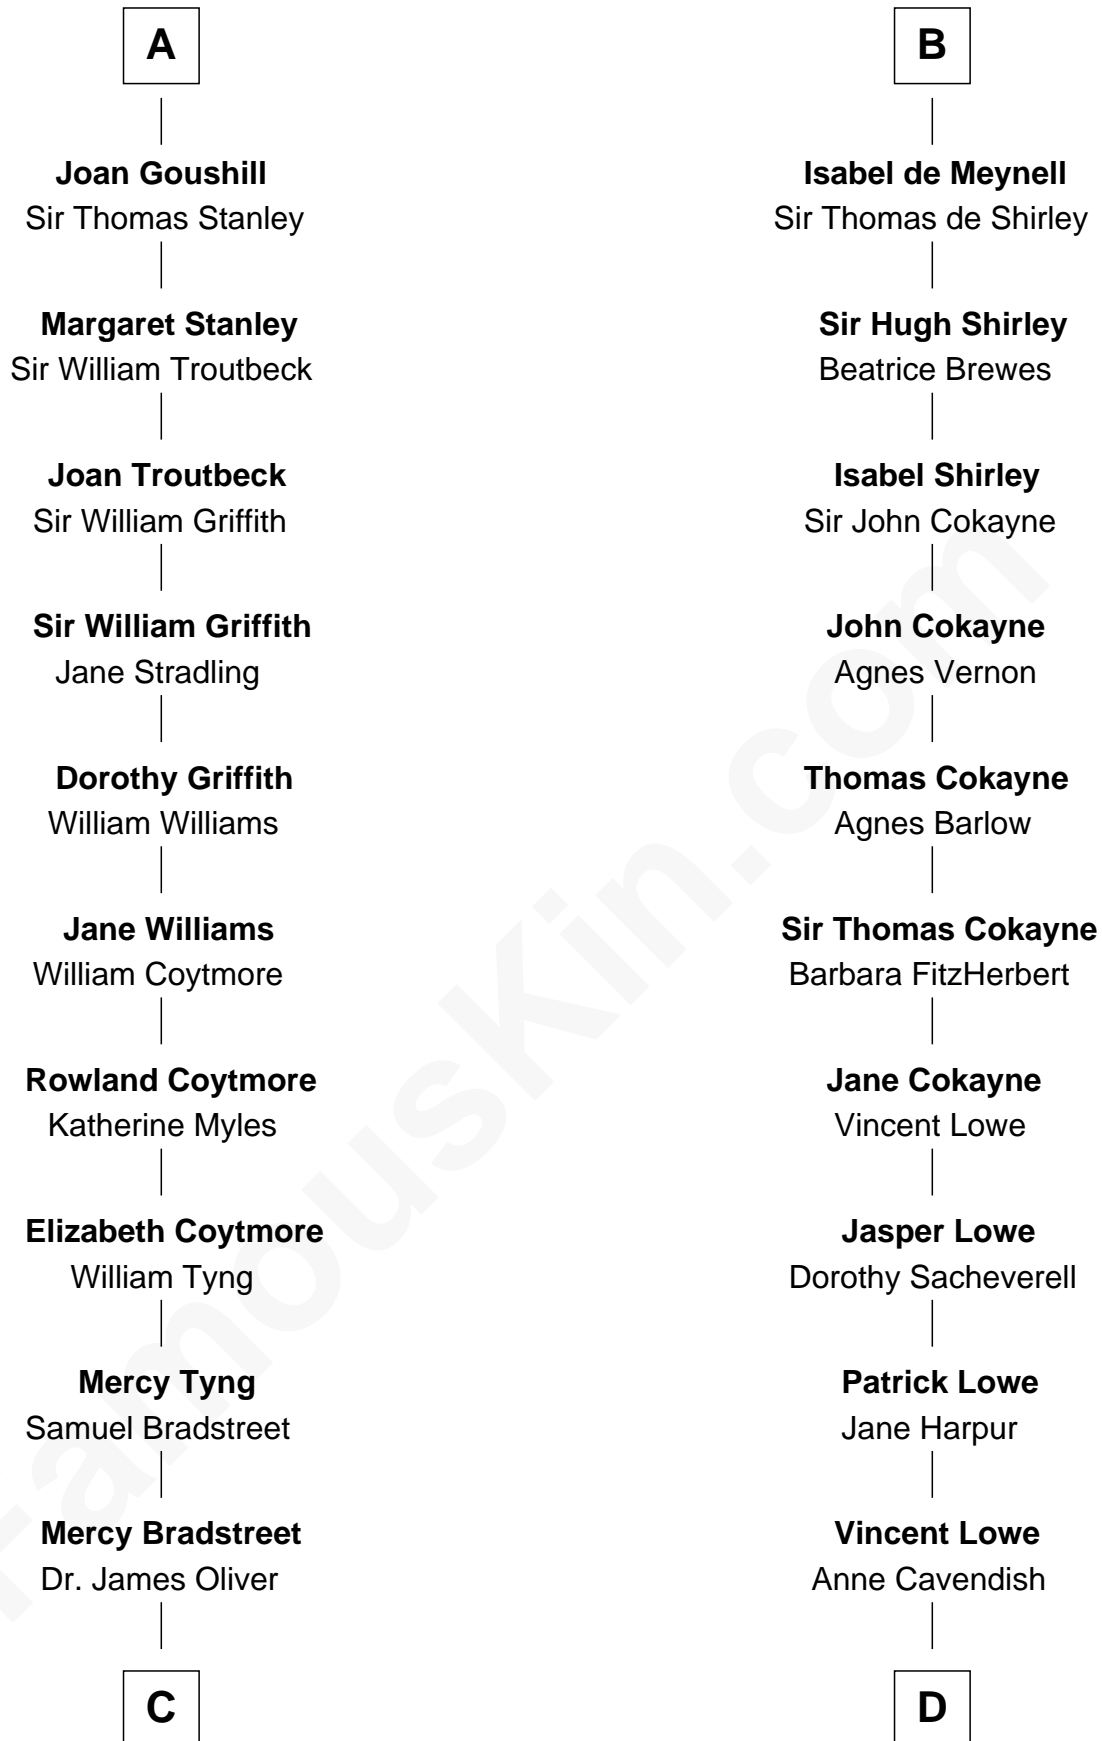 A
Joan Goushill
Sir Thomas Stanley
Margaret Stanley
Sir William Troutbeck
Joan Troutbeck
Sir William Griffith
Sir William Griffith
Jane Stradling
Dorothy Griffith
William Williams
Jane Williams
William Coytmore
Rowland Coytmore
Katherine Myles
Elizabeth Coytmore
William Tyng
Mercy Tyng
Samuel Bradstreet
Mercy Bradstreet
Dr. James Oliver
C
B
Isabel de Meynell
Sir Thomas de Shirley
Sir Hugh Shirley
Beatrice Brewes
Isabel Shirley
Sir John Cokayne
John Cokayne
Agnes Vernon
Thomas Cokayne
Agnes Barlow
Sir Thomas Cokayne
Barbara FitzHerbert
Jane Cokayne
Vincent Lowe
Jasper Lowe
Dorothy Sacheverell
Patrick Lowe
Jane Harpur
Vincent Lowe
Anne Cavendish
D
FamousKin.com